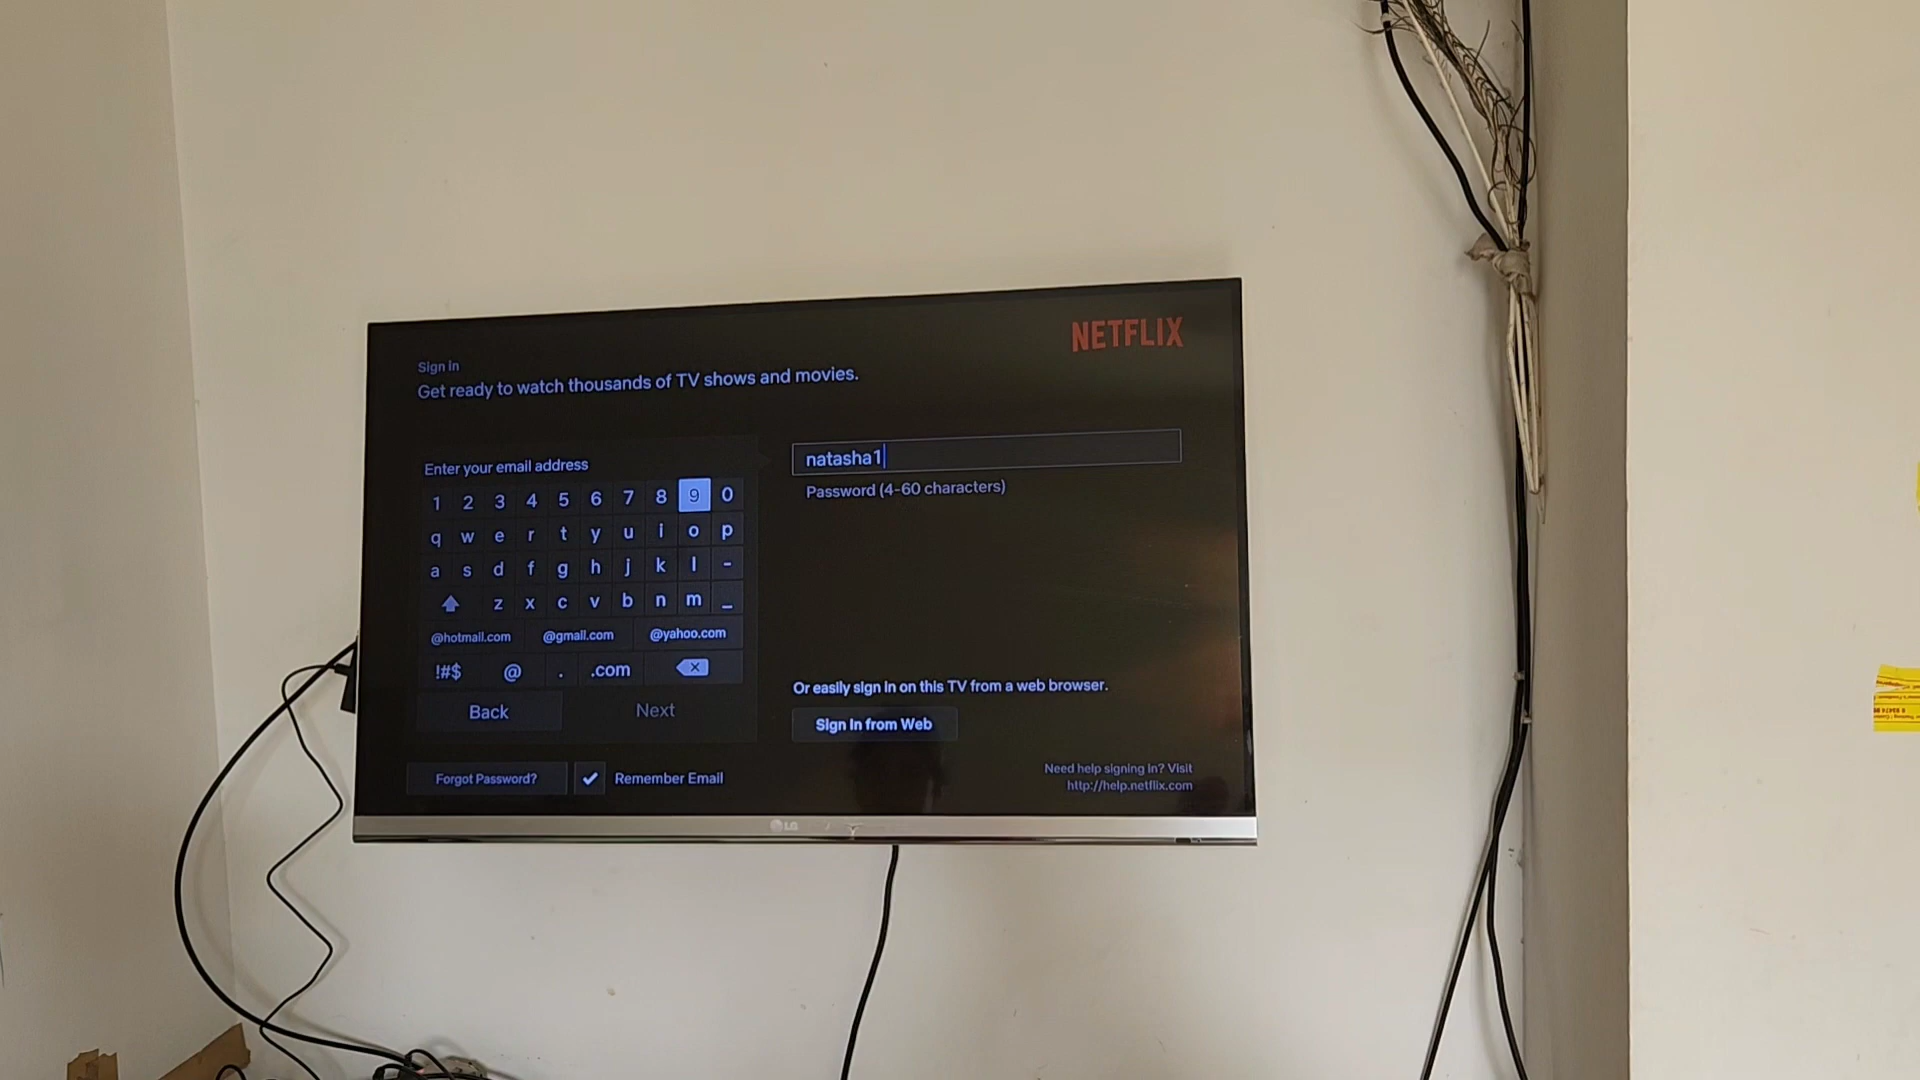 NETFLIX
Sign In
Get ready to watch thousands of TV shows and movies.
Enter your email address
natasha1
Password (4-60 characters)
1 2 3 4 5 6 7 8 9 0
q w e r t y u i o p
a s d f g h j k l -
z x c v b n m _
@hotmail.com @gmail.com @yahoo.com
!#$ @ . .com
Back Next
Or easily sign in on this TV from a web browser.
Sign In from Web
Forgot Password?
Remember Email
Need help signing in? Visit
http://help.netflix.com
LG